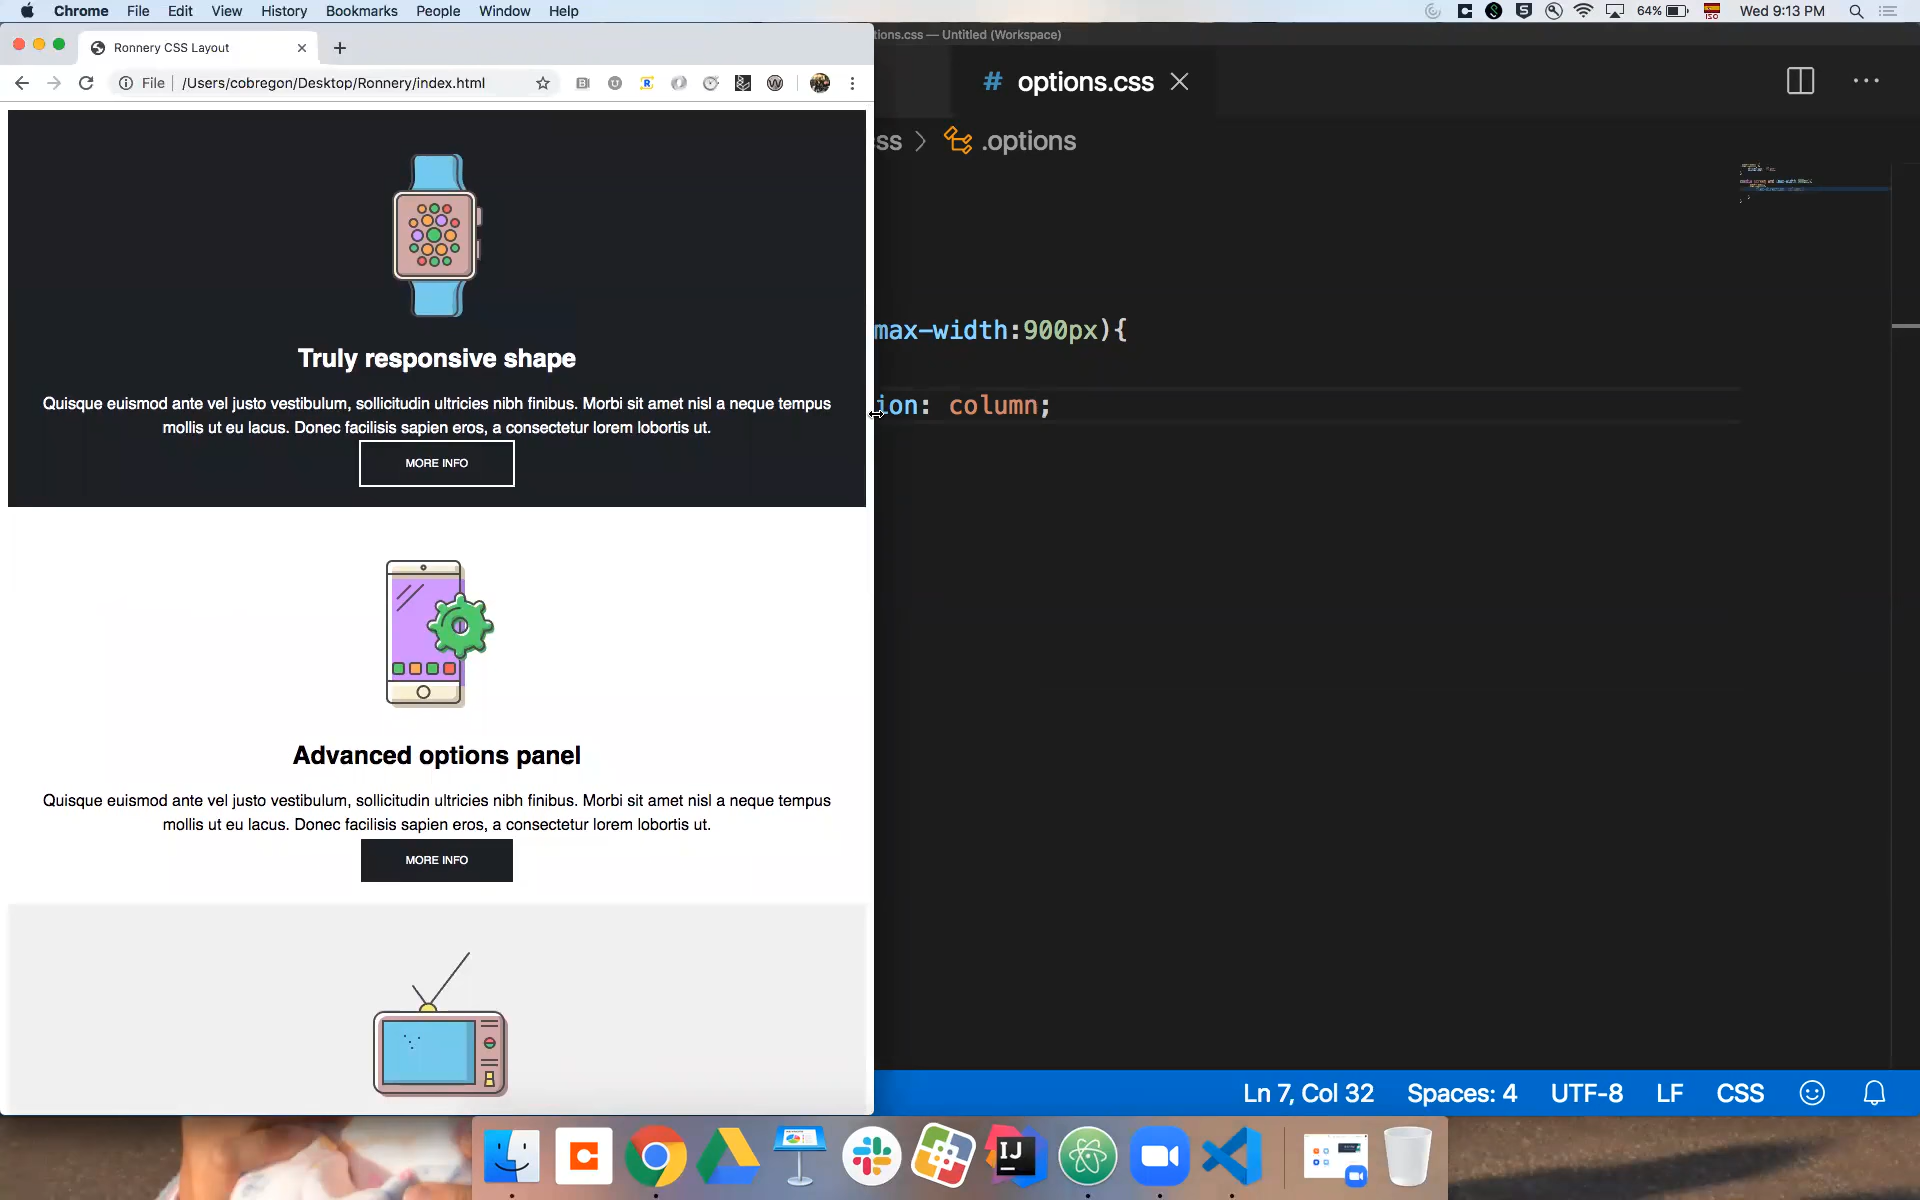 Chrome File Edit View History Bookmarks People Window Help
64% ISO Wed 9:13 PM
Ronnery CSS Layout
tions.css — Untitled (Workspace)
File /Users/cobregon/Desktop/Ronnery/index.html
# options.css
ss > .options
Truly responsive shape
Quisque euismod ante vel justo vestibulum, sollicitudin ultricies nibh finibus. Morbi sit amet nisl a neque tempus
mollis ut eu lacus. Donec facilisis sapien eros, a consectetur lorem lobortis ut.
MORE INFO
max-width:900px){
ion: column;
Advanced options panel
Quisque euismod ante vel justo vestibulum, sollicitudin ultricies nibh finibus. Morbi sit amet nisl a neque tempus
mollis ut eu lacus. Donec facilisis sapien eros, a consectetur lorem lobortis ut.
MORE INFO
Ln 7, Col 32 Spaces: 4 UTF-8 LF CSS
IJ